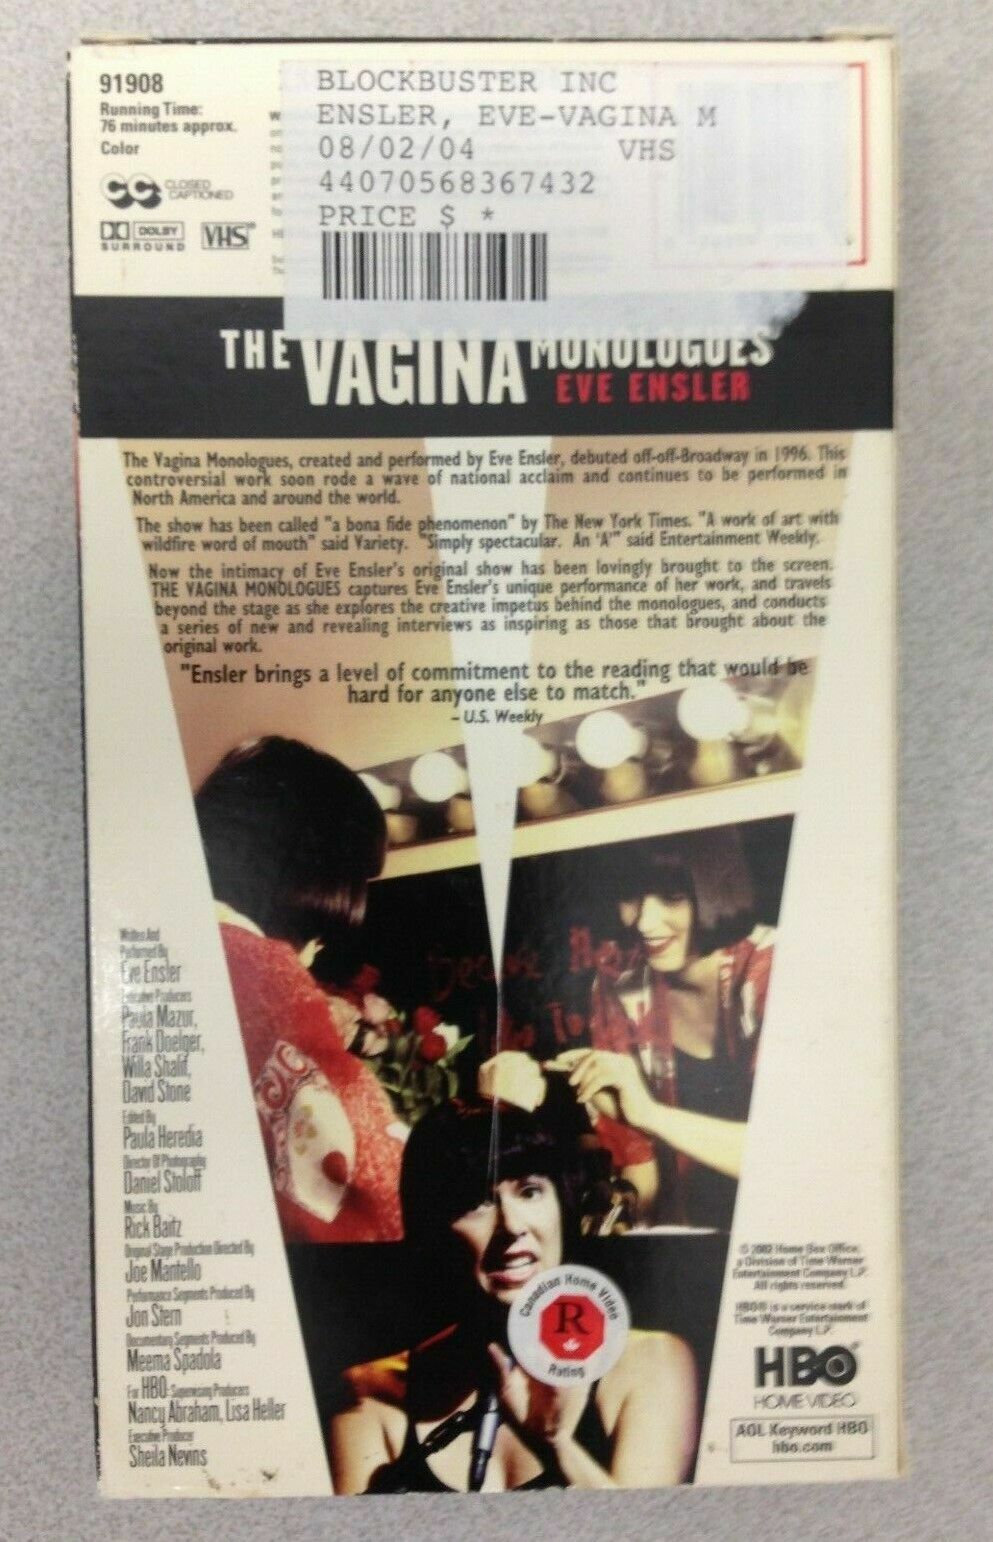 91908
Running Time:
76 minutes approx.
Color
CC CLOSED
CAPTIONED
DOLBY
SURROUND
VHS
BLOCKBUSTER INC
ENSLER, EVE-VAGINA M
08/02/04 VHS
44070568367432
PRICE $ *
THE VAGINA MONOLOGUES
EVE ENSLER
The Vagina Monologues, created and performed by Eve Ensler, debuted off-off-Broadway in 1996. This
controversial work soon rode a wave of national acclaim and continues to be performed in
North America and around the world.
The show has been called "a bona fide phenomenon" by The New York Times. "A work of art with
wildfire word of mouth" said Variety. "Simply spectacular. An 'A'" said Entertainment Weekly.
Now the intimacy of Eve Ensler's original show has been lovingly brought to the screen.
THE VAGINA MONOLOGUES captures Eve Ensler's unique performance of her work, and travels
beyond the stage as she explores the creative impetus behind the monologues, and conducts
a series of new and revealing interviews as inspiring as those that brought about the
original work.
"Ensler brings a level of commitment to the reading that would be
hard for anyone else to match."
– U.S. Weekly
Written And
Performed By
Eve Ensler
Executive Producers
Paula Mazur,
Frank Doelger,
Willa Shalit,
David Stone
Edited By
Paula Heredia
Director Of Photography
Daniel Stoloff
Music By
Rick Baitz
Original Stage Production Directed By
Joe Mantello
Performance Segments Produced By
Jon Stern
Documentary Segments Produced By
Meema Spadola
For HBO: Supervising Producers
Nancy Abraham, Lisa Heller
Executive Producer
Sheila Nevins
Canadian Home Video
R
Rating
© 2002 Home Box Office,
a Division of Time Warner
Entertainment Company L.P.
All rights reserved.
HBO® is a service mark of
Time Warner Entertainment
Company L.P.
HBO®
HOME VIDEO
AOL Keyword HBO
hbo.com